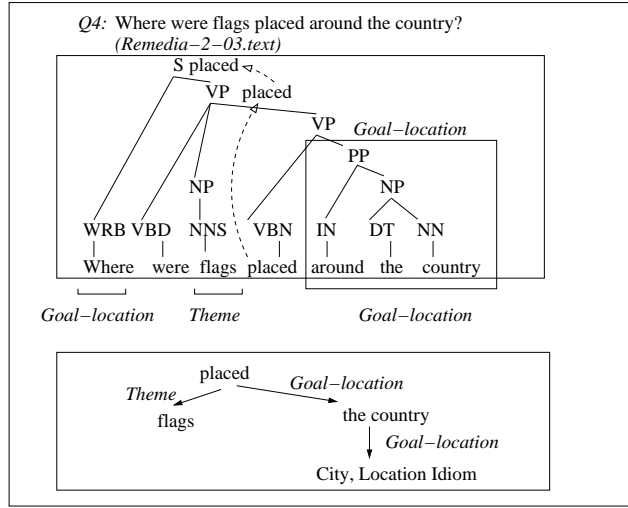 Q4: Where were flags placed around the country?
(Remedia−2−03.text)
S placed
VP placed
VP
Goal−location
PP
NP NP
WRB VBD NNS VBN IN DT NN
Where were flags placed around the country
Goal−location Theme Goal−location
placed
Theme Goal−location
flags the country
Goal−location
City, Location Idiom